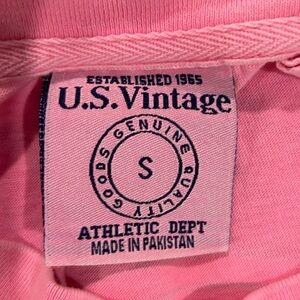 ESTABLISHED 1965
U.S.Vintage
GENUINE QUALITY GOODS
S
ATHLETIC DEPT
MADE IN PAKISTAN